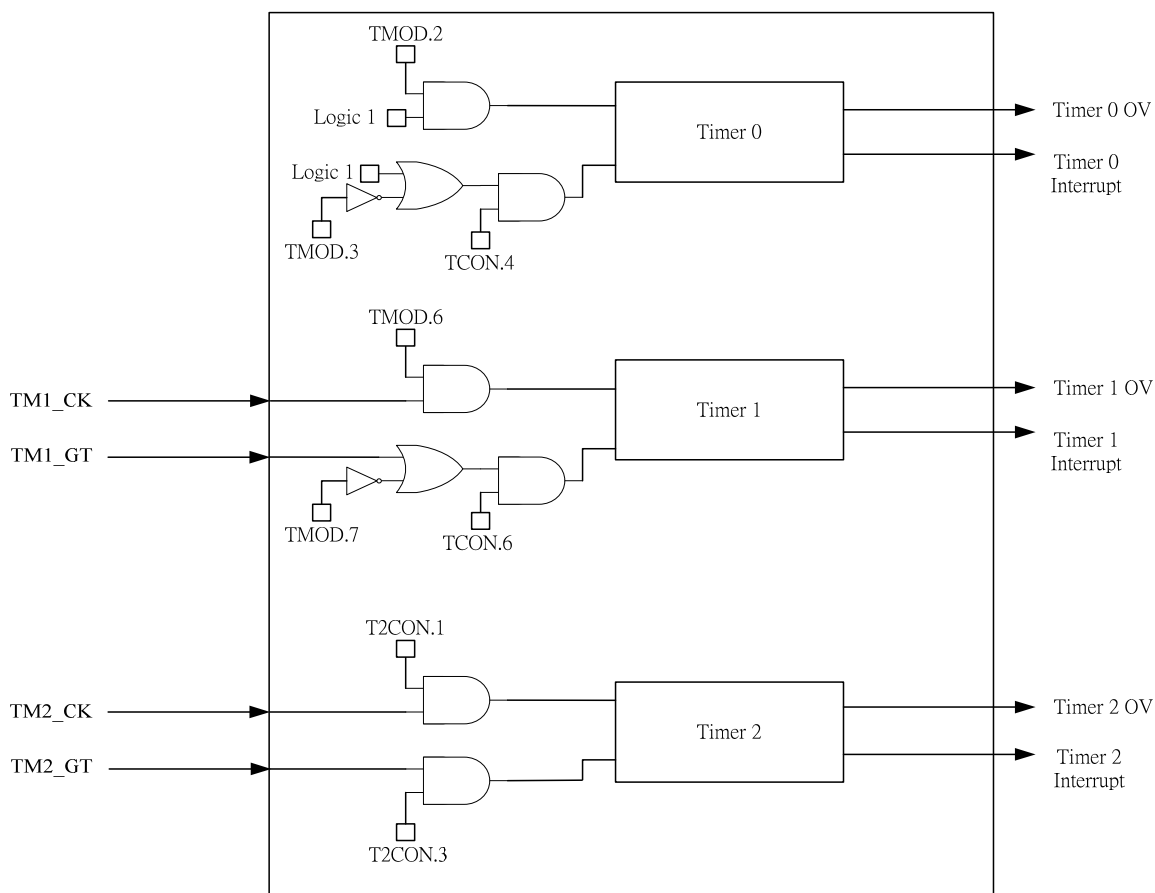 TMOD.2
Logic 1
Timer 0
Timer 0 OV
Timer 0
Interrupt
Logic 1
TMOD.3
TCON.4
TMOD.6
TM1_CK
TM1_GT
Timer 1
Timer 1 OV
Timer 1
Interrupt
TMOD.7
TCON.6
T2CON.1
TM2_CK
TM2_GT
Timer 2
Timer 2 OV
Timer 2
Interrupt
T2CON.3